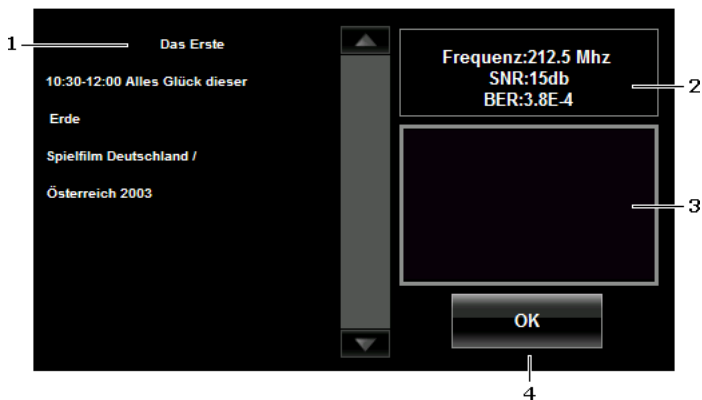 1
Das Erste
10:30-12:00 Alles Glück dieser
Erde
Spielfilm Deutschland /
Österreich 2003
Frequenz:212.5 Mhz
SNR:15db
BER:3.8E-4
2
3
OK
4